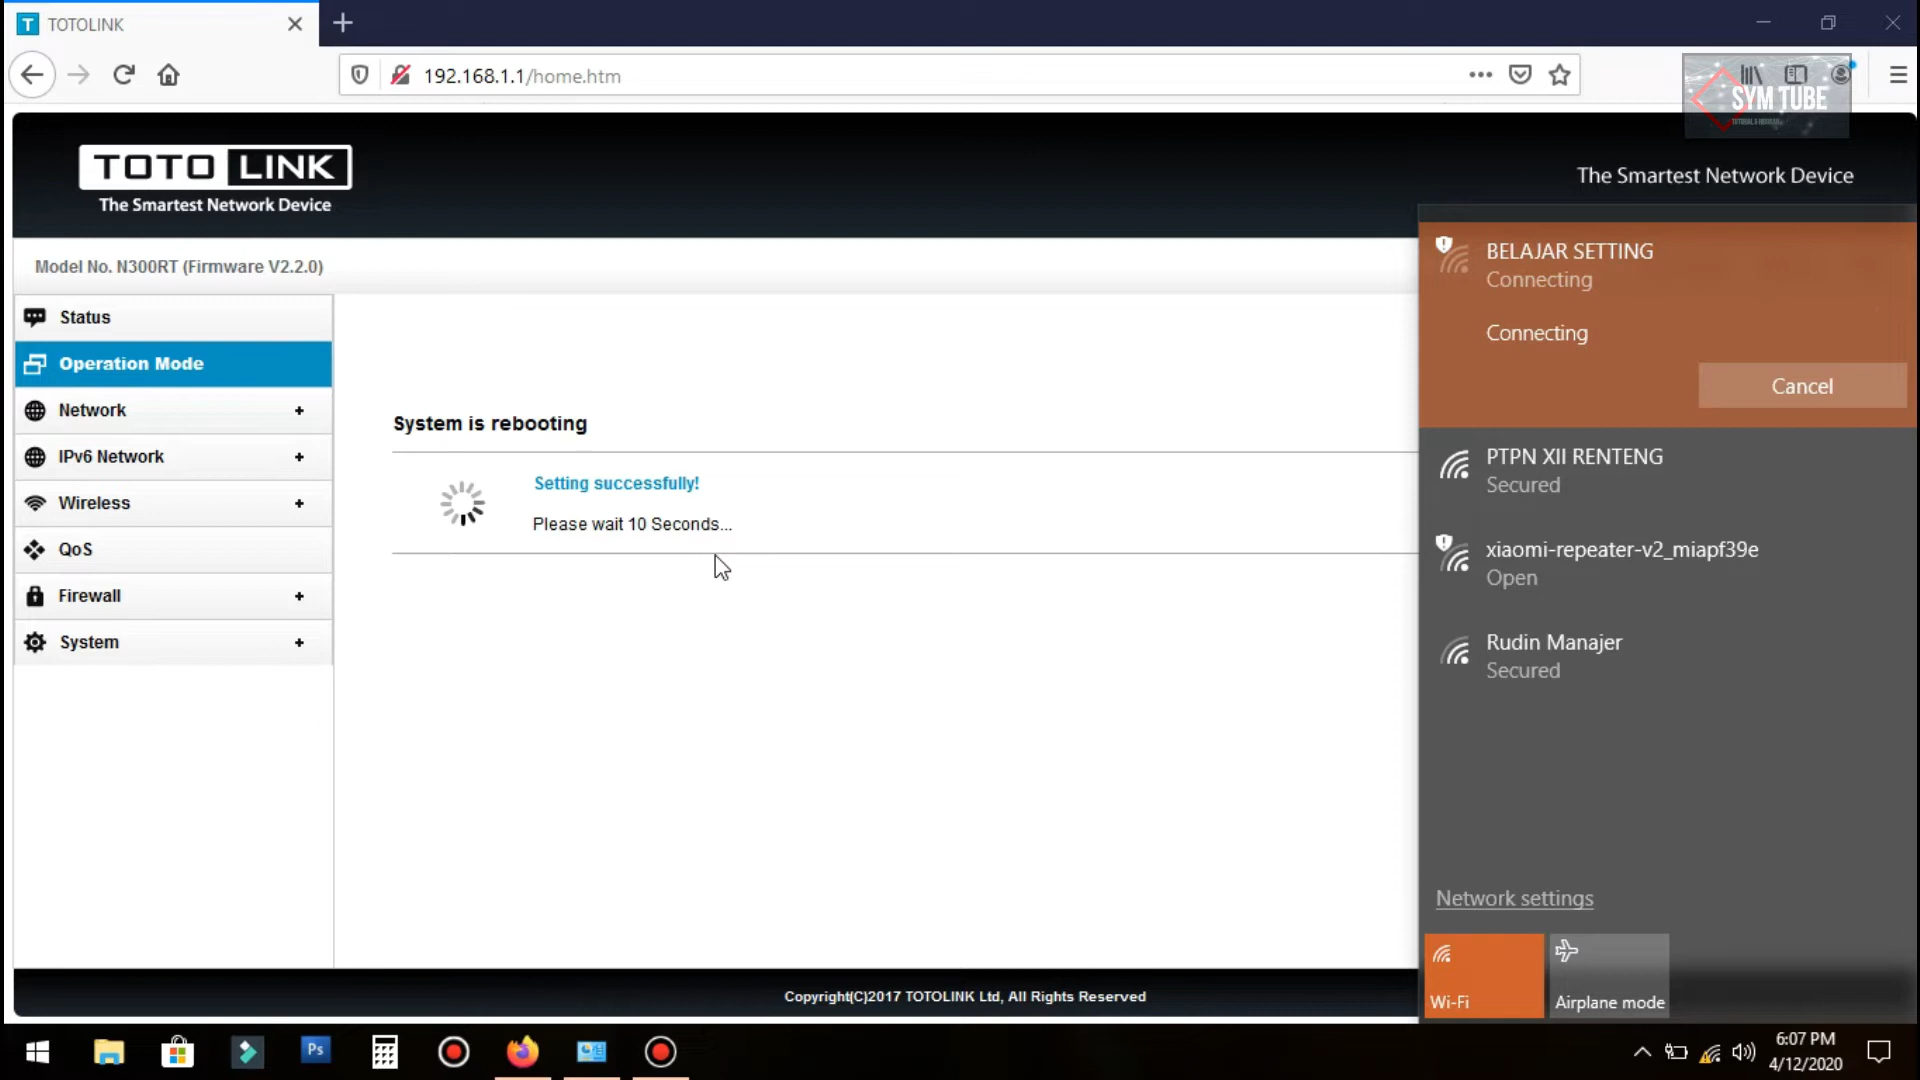 TOTOLINK
192.168.1.1/home.htm
SYM TUBE
TOTO LINK
The Smartest Network Device
The Smartest Network Device
Model No. N300RT (Firmware V2.2.0)
Status
Operation Mode
Network +
IPv6 Network +
Wireless +
QoS
Firewall +
System +
System is rebooting
Setting successfully!
Please wait 10 Seconds...
BELAJAR SETTING
Connecting
Connecting
Cancel
PTPN XII RENTENG
Secured
xiaomi-repeater-v2_miapf39e
Open
Rudin Manajer
Secured
Network settings
Wi-Fi
Airplane mode
Copyright(C)2017 TOTOLINK Ltd, All Rights Reserved
Ps
6:07 PM
4/12/2020